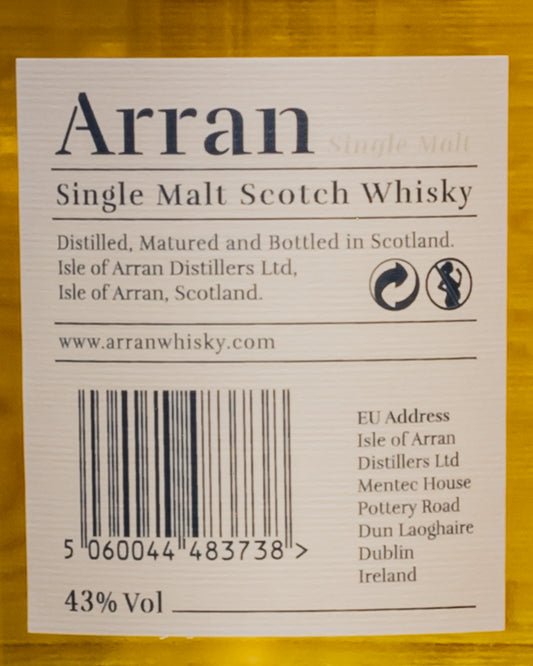 Arran Single Malt
Single Malt Scotch Whisky
Distilled, Matured and Bottled in Scotland.
Isle of Arran Distillers Ltd,
Isle of Arran, Scotland.
www.arranwhisky.com
5 060044 483738 >
EU Address
Isle of Arran
Distillers Ltd
Mentec House
Pottery Road
Dun Laoghaire
Dublin
Ireland
43% Vol